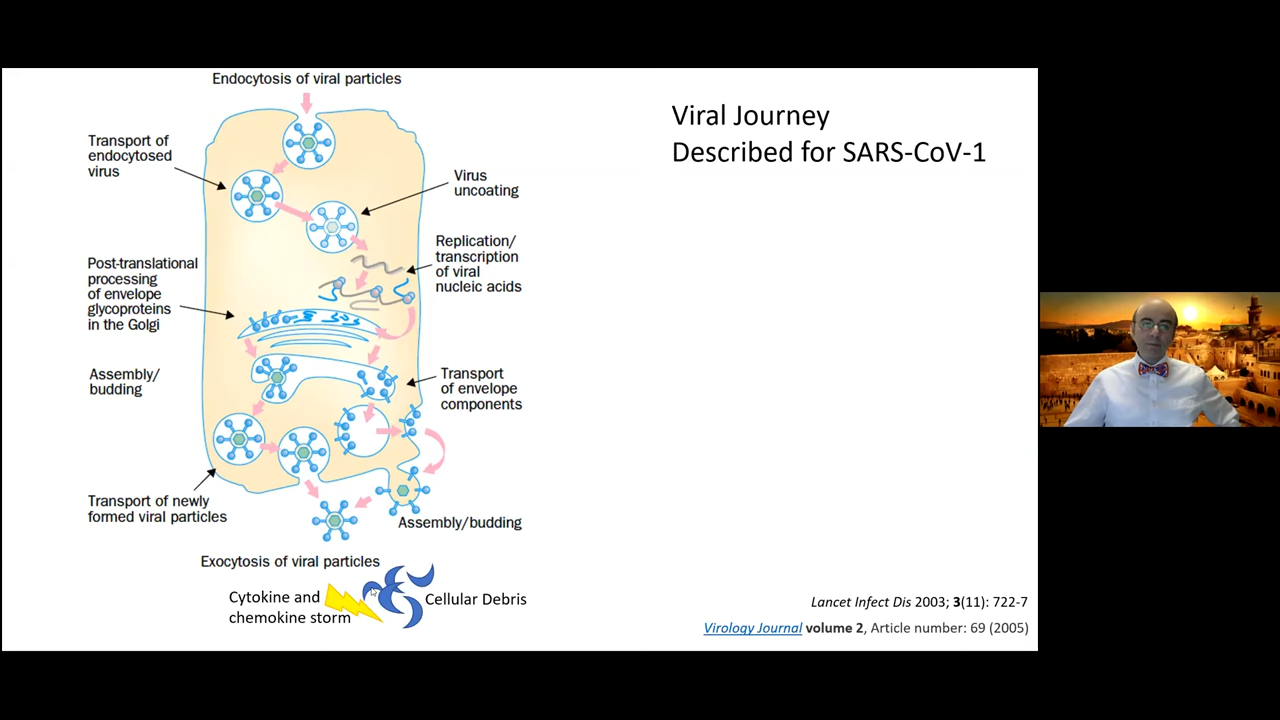 Endocytosis of viral particles
Viral Journey
Described for SARS-CoV-1
Transport of
endocytosed
virus
Virus
uncoating
Replication/
transcription
of viral
nucleic acids
Post-translational
processing
of envelope
glycoproteins
in the Golgi
Assembly/
budding
Transport
of envelope
components
Transport of newly
formed viral particles
Assembly/budding
Exocytosis of viral particles
Cytokine and
chemokine storm
Cellular Debris
Lancet Infect Dis 2003; 3(11): 722-7
Virology Journal volume 2, Article number: 69 (2005)